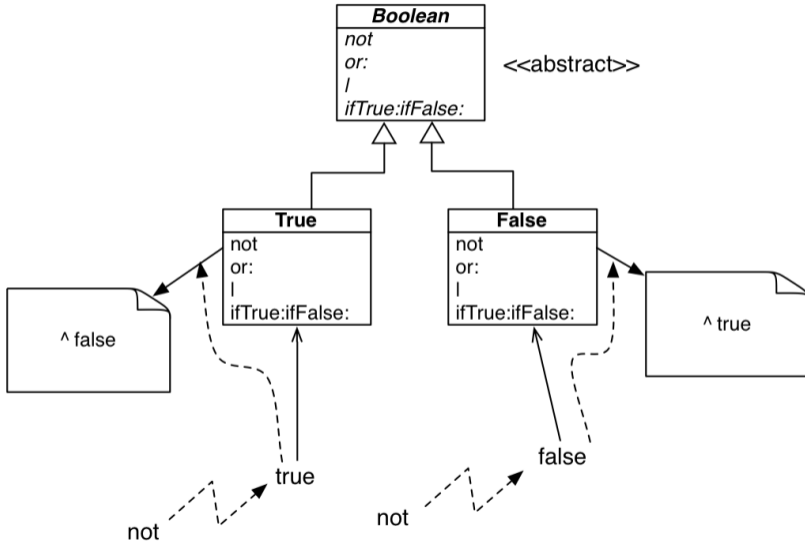 Boolean
not
or:
|
ifTrue:ifFalse:
<<abstract>>
True
not
or:
|
ifTrue:ifFalse:
False
not
or:
|
ifTrue:ifFalse:
^ false
^ true
true
false
not
not